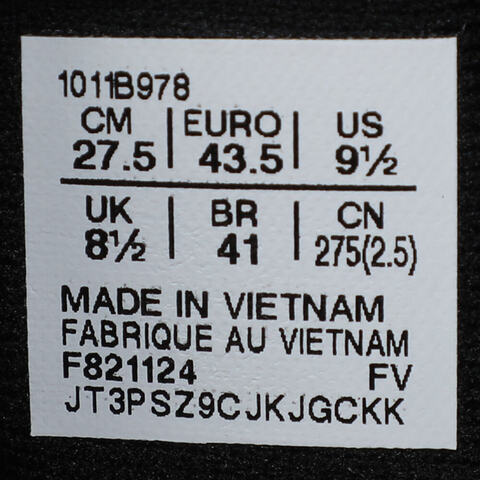 1011B978
CM | EURO | US
27.5 | 43.5 | 9½
UK | BR | CN
8½ | 41 | 275(2.5)
MADE IN VIETNAM
FABRIQUE AU VIETNAM
F821124 FV
JT3PSZ9CJKJGCKK